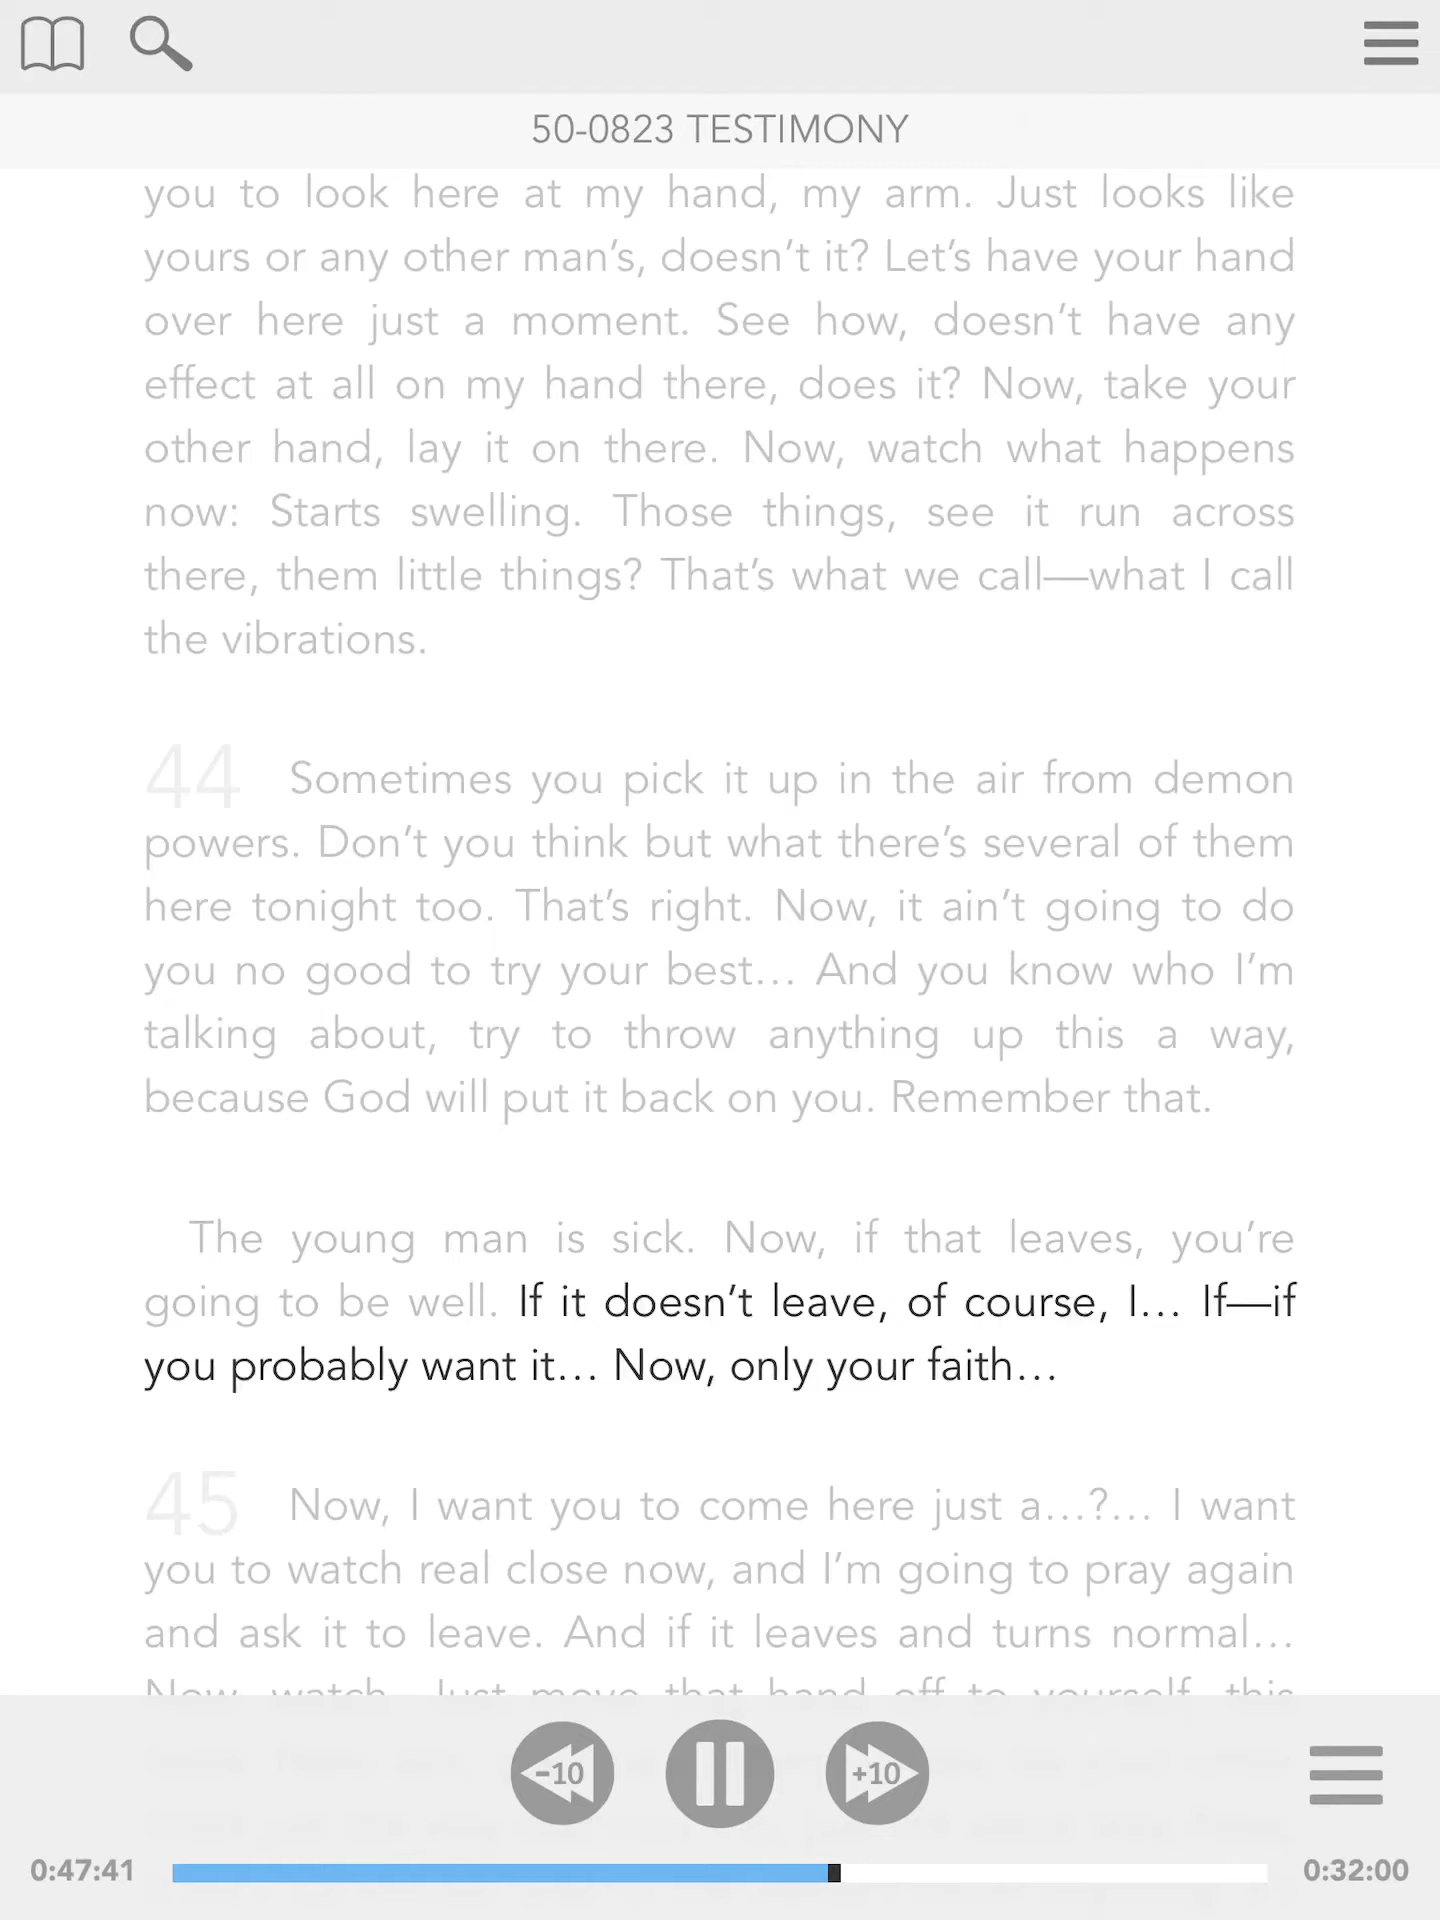 50-0823 TESTIMONY
you to look here at my hand, my arm. Just looks like
yours or any other man’s, doesn’t it? Let’s have your hand
over here just a moment. See how, doesn’t have any
effect at all on my hand there, does it? Now, take your
other hand, lay it on there. Now, watch what happens
now: Starts swelling. Those things, see it run across
there, them little things? That’s what we call—what I call
the vibrations.
44 Sometimes you pick it up in the air from demon
powers. Don’t you think but what there’s several of them
here tonight too. That’s right. Now, it ain’t going to do
you no good to try your best… And you know who I’m
talking about, try to throw anything up this a way,
because God will put it back on you. Remember that.
The young man is sick. Now, if that leaves, you’re
going to be well. If it doesn’t leave, of course, I… If—if
you probably want it… Now, only your faith…
45 Now, I want you to come here just a…?… I want
you to watch real close now, and I’m going to pray again
and ask it to leave. And if it leaves and turns normal…
Now, watch. Just move that hand off to yourself, this
-10 +10
0:47:41 0:32:00